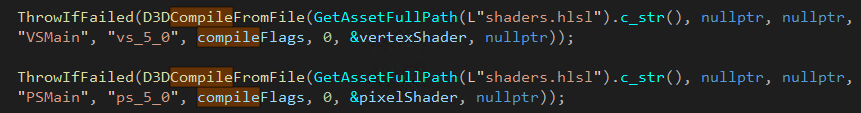 ThrowIfFailed(D3DCompileFromFile(GetAssetFullPath(L"shaders.hlsl").c_str(), nullptr, nullptr,
"VSMain", "vs_5_0", compileFlags, 0, &vertexShader, nullptr));
ThrowIfFailed(D3DCompileFromFile(GetAssetFullPath(L"shaders.hlsl").c_str(), nullptr, nullptr,
"PSMain", "ps_5_0", compileFlags, 0, &pixelShader, nullptr));